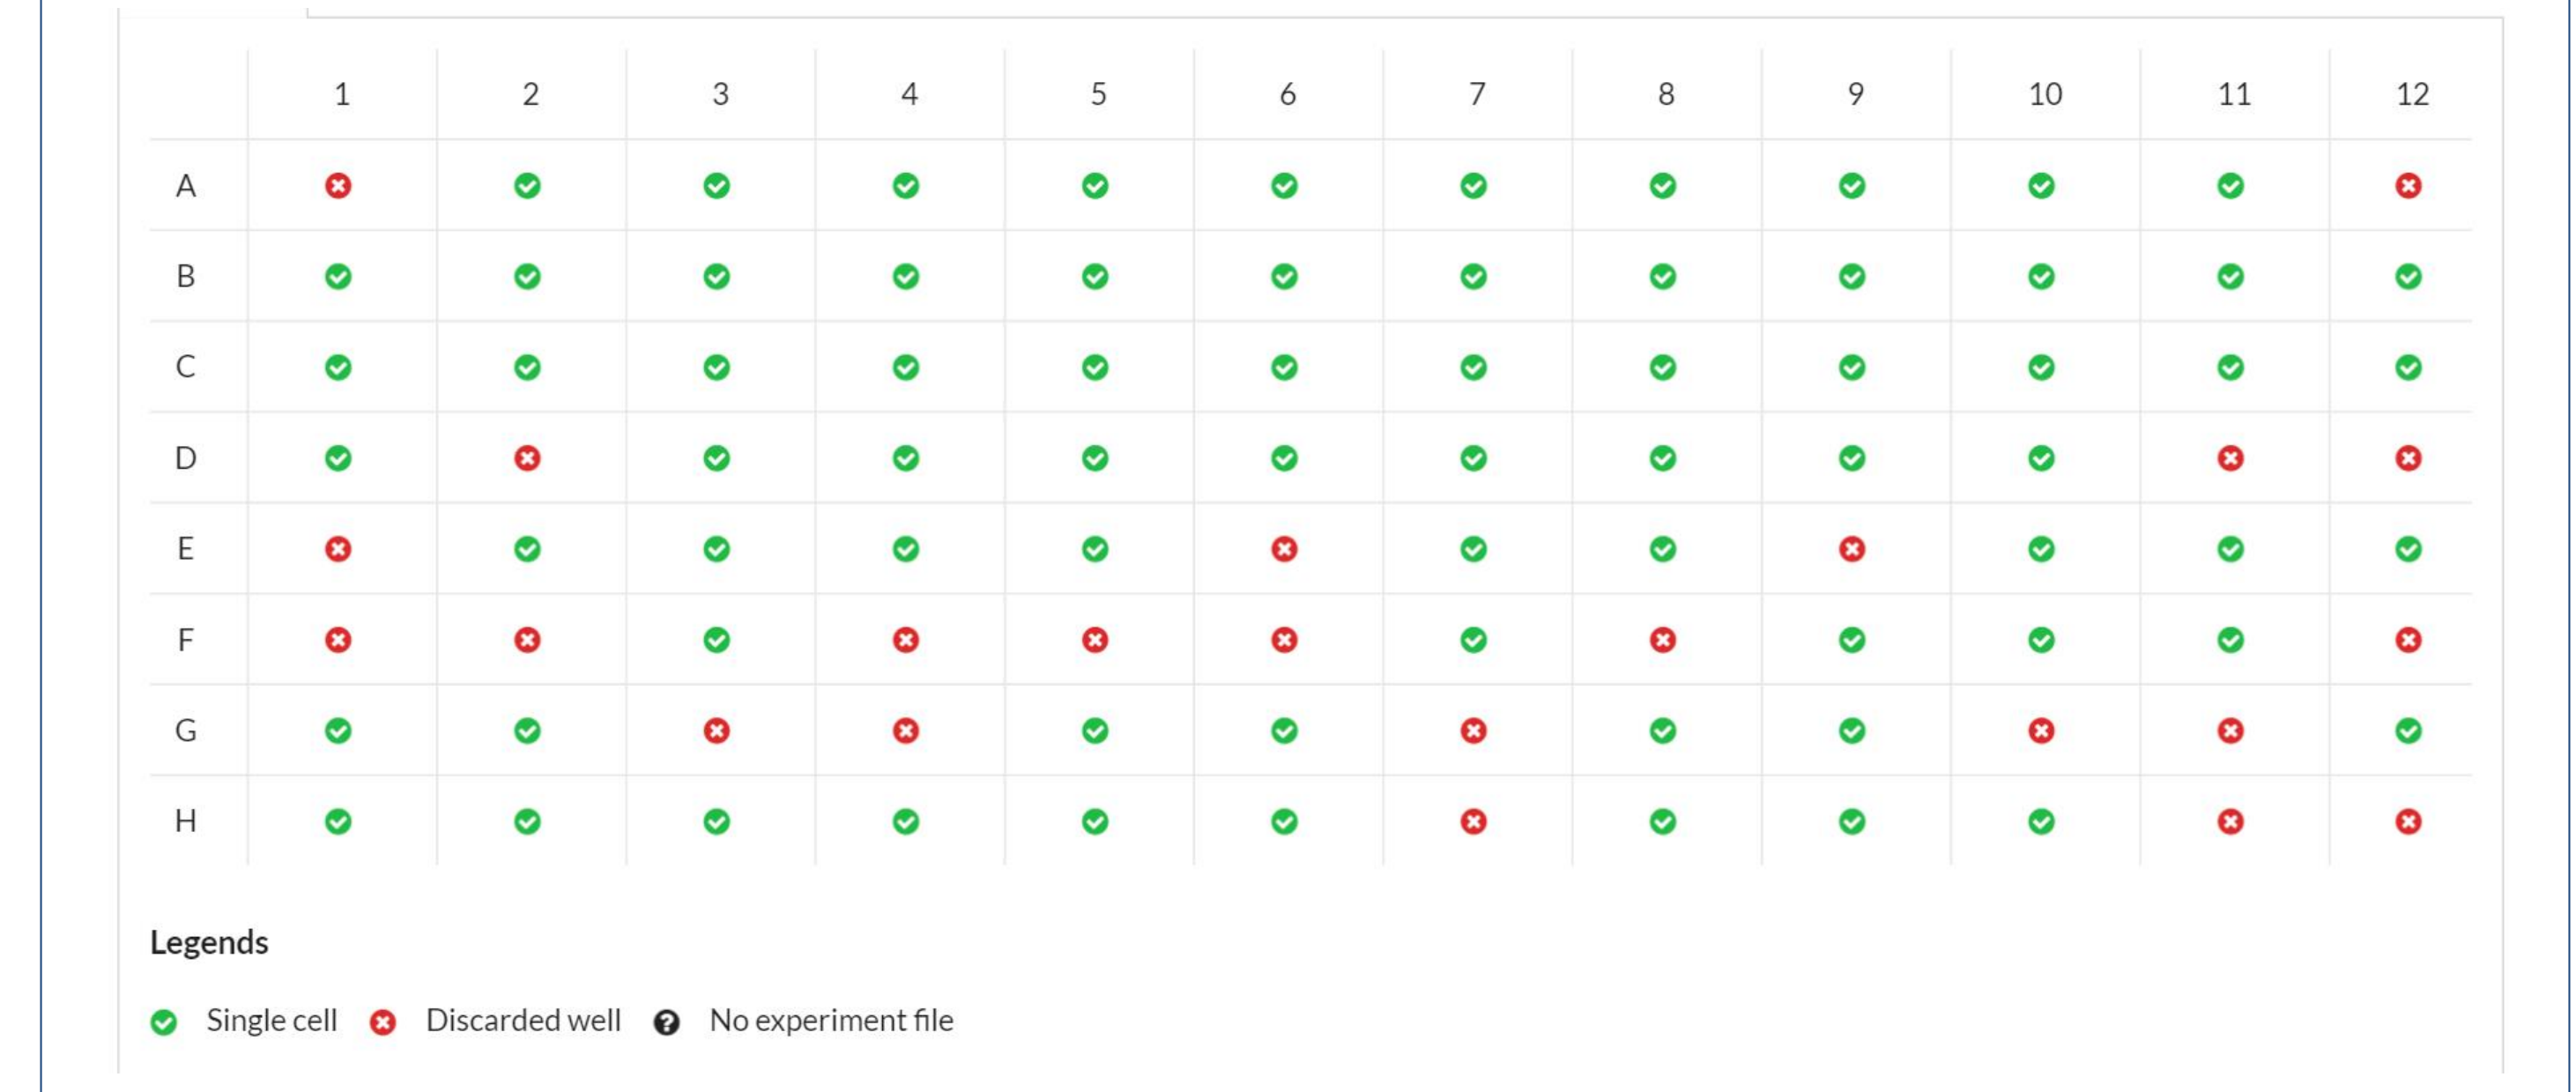 1 2 3 4 5 6 7 8 9 10 11 12
A
B
C
D
E
F
G
H
Legends
Single cell Discarded well ? No experiment file